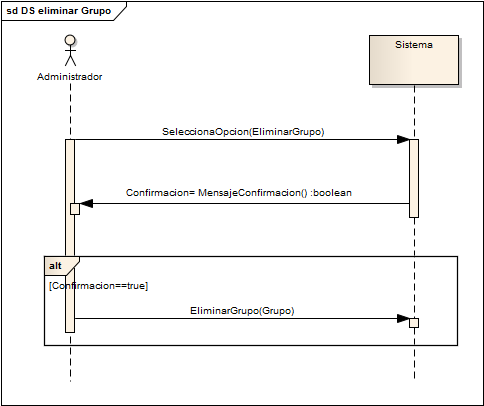 sd DS eliminar Grupo
Administrador
Sistema
SeleccionaOpcion(EliminarGrupo)
Confirmacion= MensajeConfirmacion() :boolean
alt
[Confirmacion==true]
EliminarGrupo(Grupo)